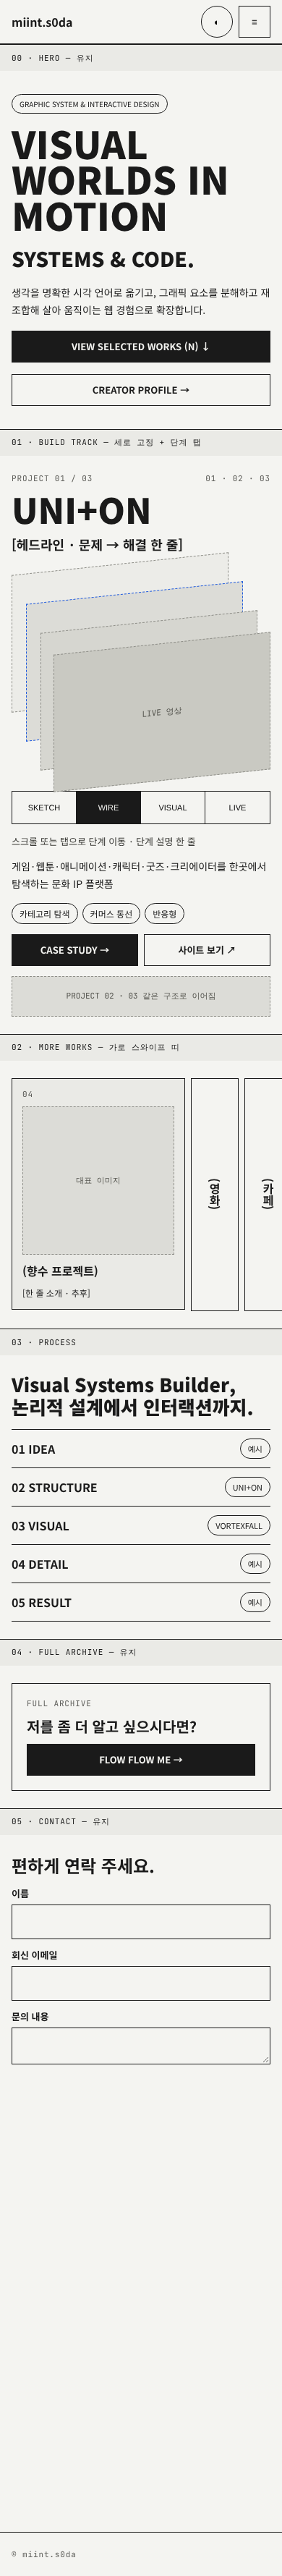 miint.s0da
≡
00 · HERO — 유지
GRAPHIC SYSTEM & INTERACTIVE DESIGN
VISUAL
WORLDS IN
MOTION
SYSTEMS & CODE.
생각을 명확한 시각 언어로 옮기고, 그래픽 요소를 분해하고 재
조합해 살아 움직이는 웹 경험으로 확장합니다.
VIEW SELECTED WORKS (N) ↓
CREATOR PROFILE →
01 · BUILD TRACK — 세로 고정 + 단계 탭
PROJECT 01 / 03
01 · 02 · 03
UNI+ON
[헤드라인 · 문제 → 해결 한 줄]
LIVE 영상
SKETCH
WIRE
VISUAL
LIVE
스크롤 또는 탭으로 단계 이동 · 단계 설명 한 줄
게임·웹툰·애니메이션·캐릭터·굿즈·크리에이터를 한곳에서
탐색하는 문화 IP 플랫폼
카테고리 탐색
커머스 동선
반응형
CASE STUDY →
사이트 보기 ↗
PROJECT 02 · 03 같은 구조로 이어짐
02 · MORE WORKS — 가로 스와이프 띠
04
대표 이미지
(향수 프로젝트)
[한 줄 소개 · 추후]
(영화)
(카페)
03 · PROCESS
Visual Systems Builder,
논리적 설계에서 인터랙션까지.
01 IDEA
예시
02 STRUCTURE
UNI+ON
03 VISUAL
VORTEXFALL
04 DETAIL
예시
05 RESULT
예시
04 · FULL ARCHIVE — 유지
FULL ARCHIVE
저를 좀 더 알고 싶으시다면?
FLOW FLOW ME →
05 · CONTACT — 유지
편하게 연락 주세요.
이름
회신 이메일
문의 내용
© miint.s0da